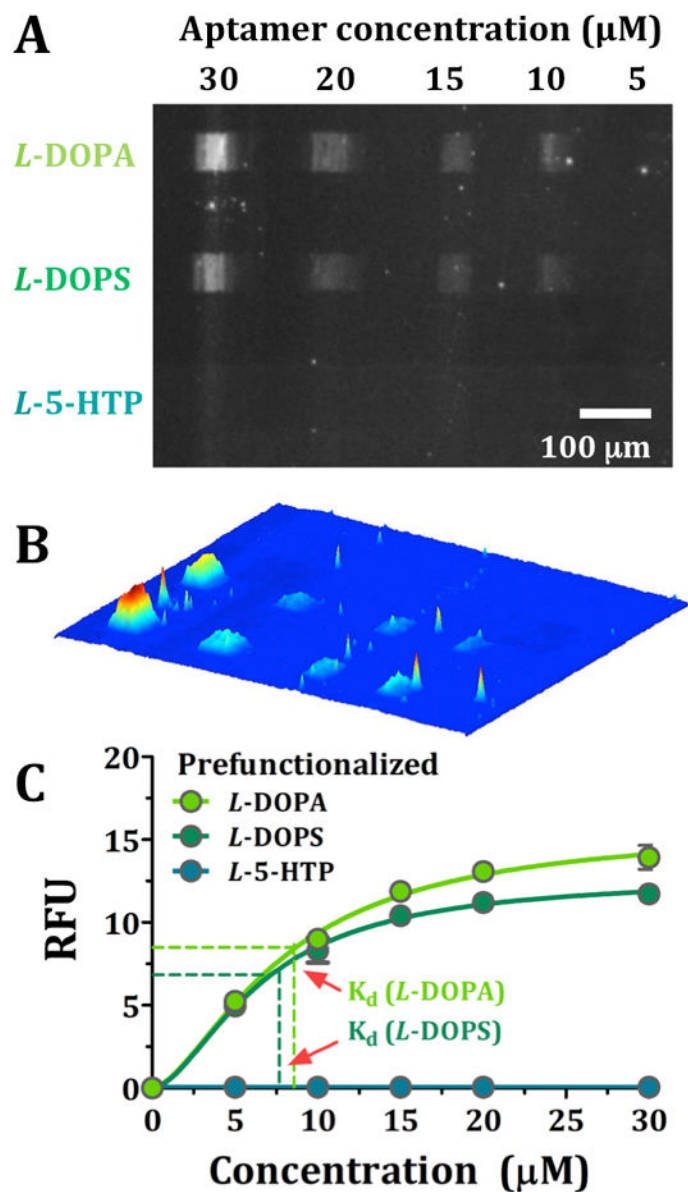 A
Aptamer concentration (μM)
30 20 15 10 5
L-DOPA
L-DOPS
L-5-HTP
100 μm
B
C
20
15
10
5
0
RFU
Prefunctionalized
L-DOPA
L-DOPS
L-5-HTP
Kd (L-DOPA)
Kd (L-DOPS)
0 5 10 15 20 25 30
Concentration (μM)